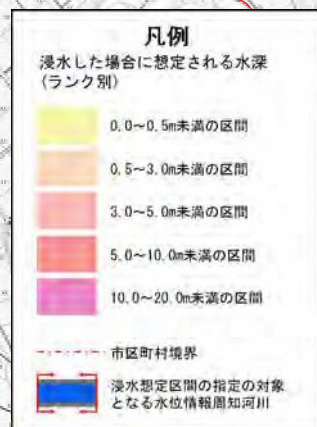 凡例
浸水した場合に想定される水深
(ランク別)
0.0～0.5m未満の区間
0.5～3.0m未満の区間
3.0～5.0m未満の区間
5.0～10.0m未満の区間
10.0～20.0m未満の区間
市区町村境界
浸水想定区間の指定の対象
となる水位情報周知河川